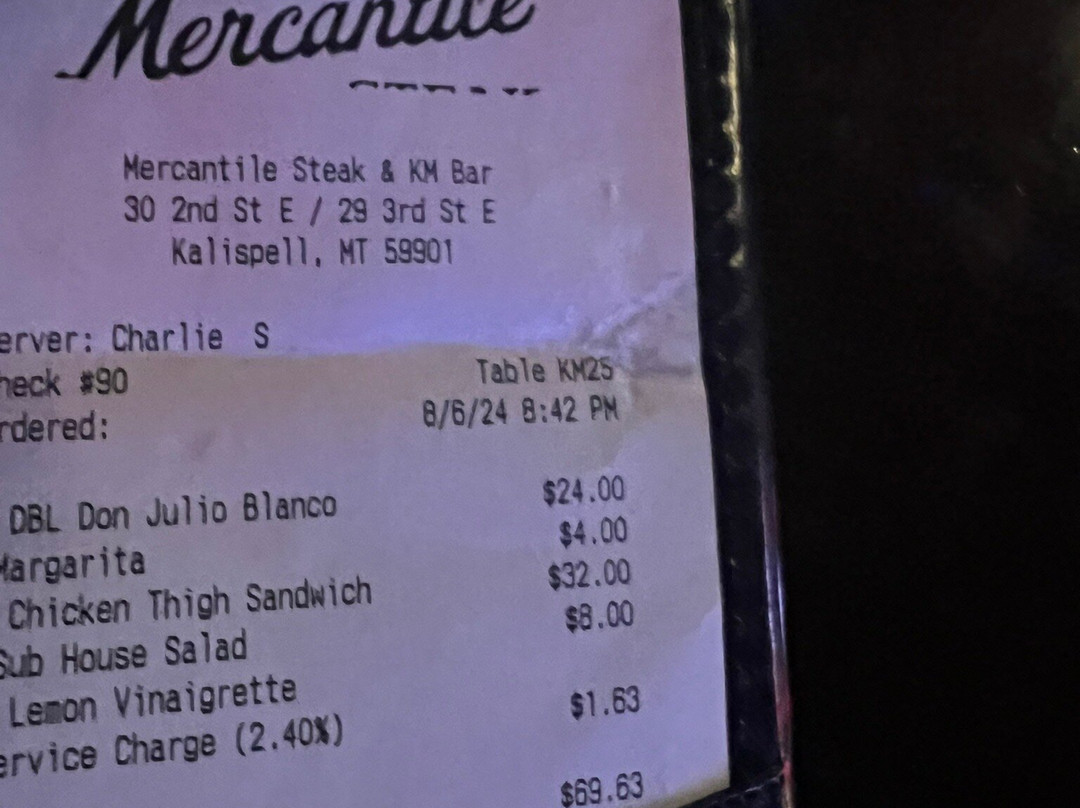 Mercantile
Mercantile Steak & KM Bar
30 2nd St E / 29 3rd St E
Kalispell, MT 59901
erver: Charlie S
heck #90 Table KM25
rdered: 8/6/24 8:42 PM
DBL Don Julio Blanco $24.00
Margarita $4.00
Chicken Thigh Sandwich $32.00
Sub House Salad $8.00
Lemon Vinaigrette
ervice Charge (2.40%) $1.63
$69.63